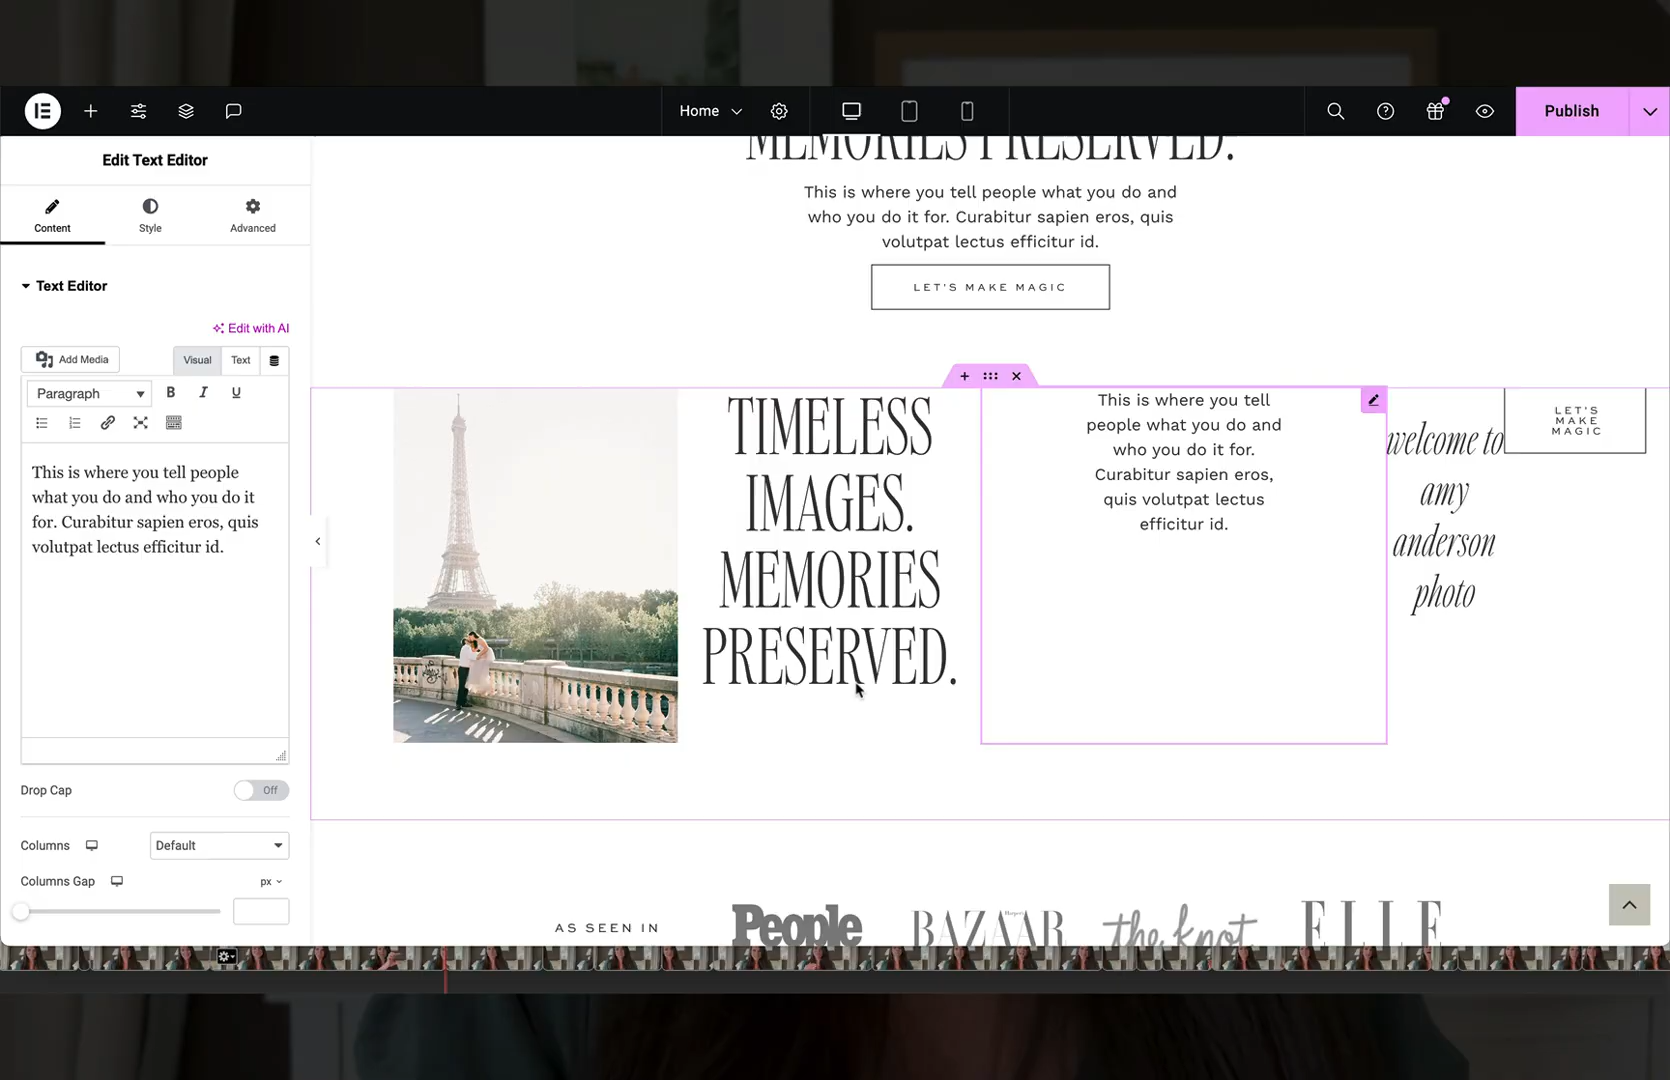 Home
Publish
Edit Text Editor
Content
Style
Advanced
Text Editor
Edit with AI
Add Media
Visual
Text
Paragraph
B
I
U
This is where you tell people
what you do and who you do it
for. Curabitur sapien eros, quis
volutpat lectus efficitur id.
Drop Cap
Off
Columns
Default
Columns Gap
px
MEMORIES PRESERVED.
This is where you tell people what you do and
who you do it for. Curabitur sapien eros, quis
volutpat lectus efficitur id.
LET'S MAKE MAGIC
TIMELESS
IMAGES.
MEMORIES
PRESERVED.
This is where you tell
people what you do and
who you do it for.
Curabitur sapien eros,
quis volutpat lectus
efficitur id.
welcome to
amy
anderson
photo
LET'S
MAKE
MAGIC
AS SEEN IN
People
Harper's
BAZAAR
the knot
ELLE